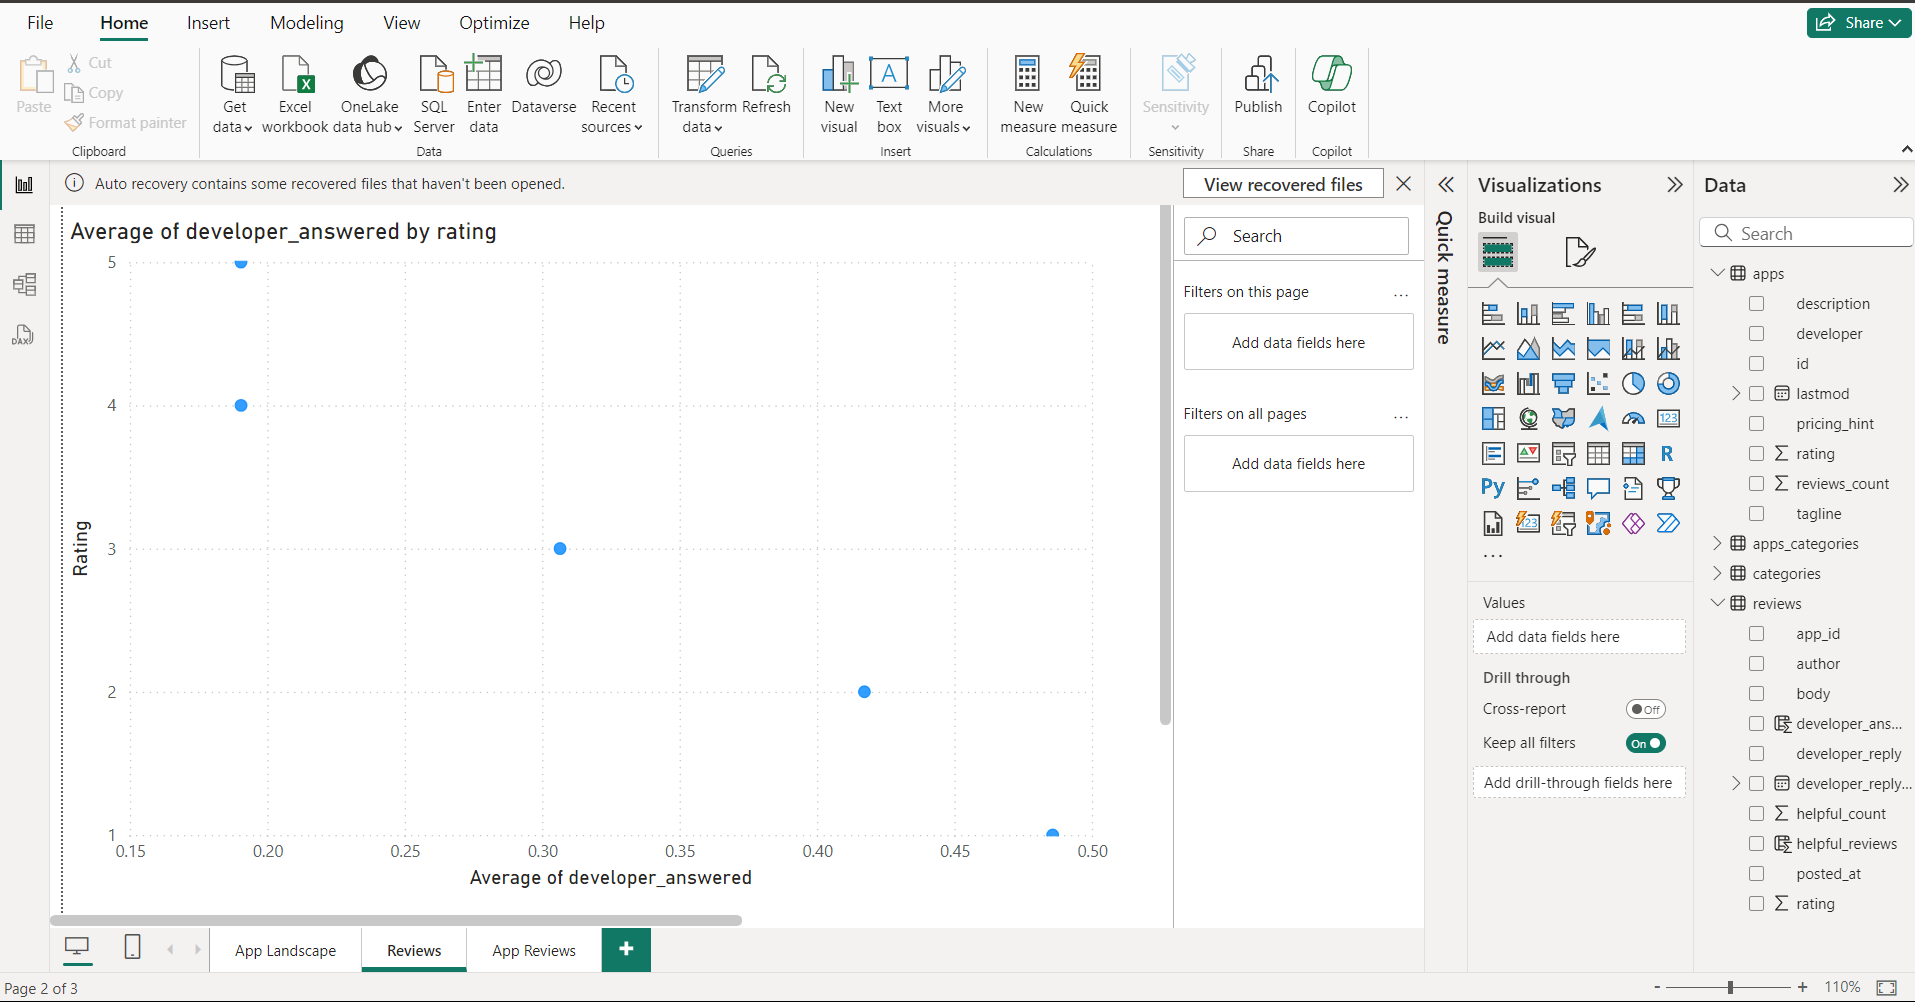 File Home Insert Modeling View Optimize Help Share
Paste
Cut
Copy
Format painter
Clipboard
Get data
Excel workbook
OneLake data hub
SQL Server
Enter data
Dataverse
Recent sources
Data
Transform data
Refresh
Queries
New visual
Text box
More visuals
Insert
New measure
Quick measure
Calculations
Sensitivity
Sensitivity
Publish
Share
Copilot
Copilot
Auto recovery contains some recovered files that haven't been opened.
View recovered files
Average of developer_answered by rating
5
4
3
2
1
Rating
0.15 0.20 0.25 0.30 0.35 0.40 0.45 0.50
Average of developer_answered
Search
Filters on this page ...
Add data fields here
Filters on all pages ...
Add data fields here
Quick measure
Visualizations
Build visual
123
R
Py
123
...
Values
Add data fields here
Drill through
Cross-report Off
Keep all filters On
Add drill-through fields here
Data
Search
apps
description
developer
id
lastmod
pricing_hint
rating
reviews_count
tagline
apps_categories
categories
reviews
app_id
author
body
developer_ans...
developer_reply
developer_reply...
helpful_count
helpful_reviews
posted_at
rating
DAX
App Landscape Reviews App Reviews +
Page 2 of 3
- + 110%